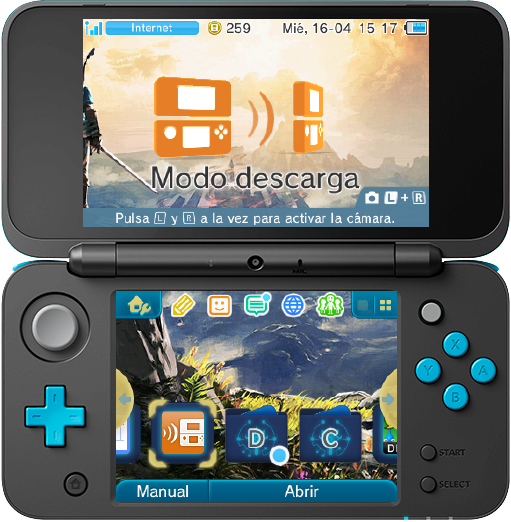 Internet 259 Mié, 16-04 15 17
Modo descarga
L + R
Pulsa L y R a la vez para activar la cámara.
MIC
X
Y A
B
D C
START
SELECT
Manual Abrir